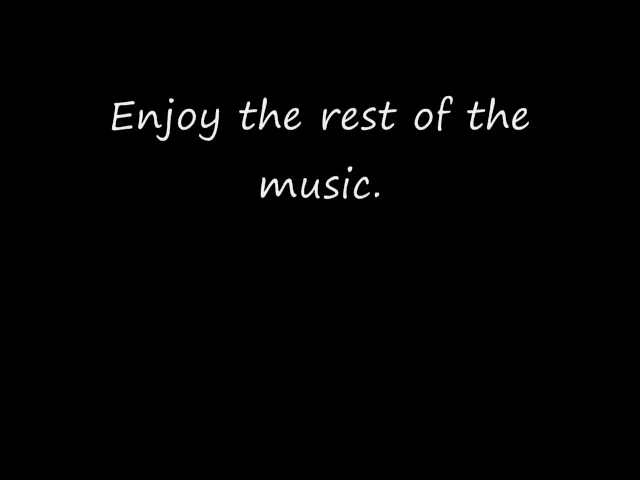 Enjoy the rest of the
music.